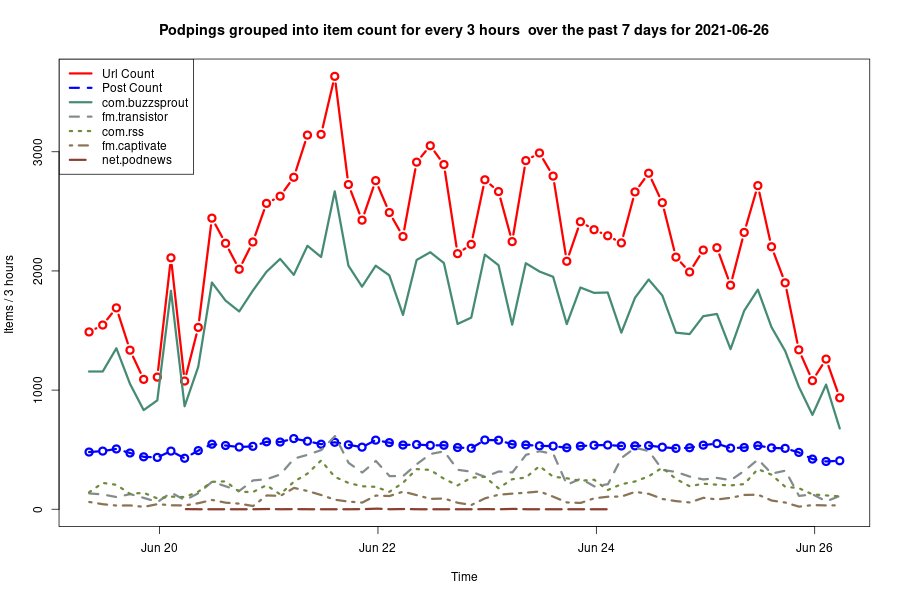 Podpings grouped into item count for every 3 hours  over the past 7 days for 2021-06-26
Url Count
Post Count
com.buzzsprout
fm.transistor
com.rss
fm.captivate
net.podnews
Items / 3 hours
3000
2000
1000
0
Jun 20
Jun 22
Jun 24
Jun 26
Time